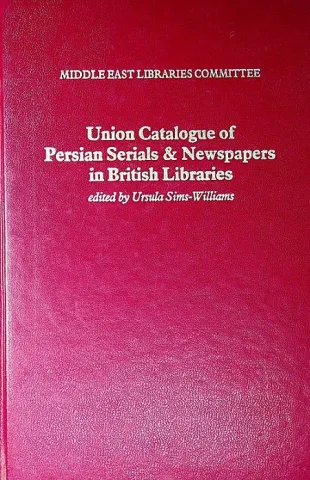 MIDDLE EAST LIBRARIES COMMITTEE
Union Catalogue of
Persian Serials & Newspapers
in British Libraries
edited by Ursula Sims-Williams